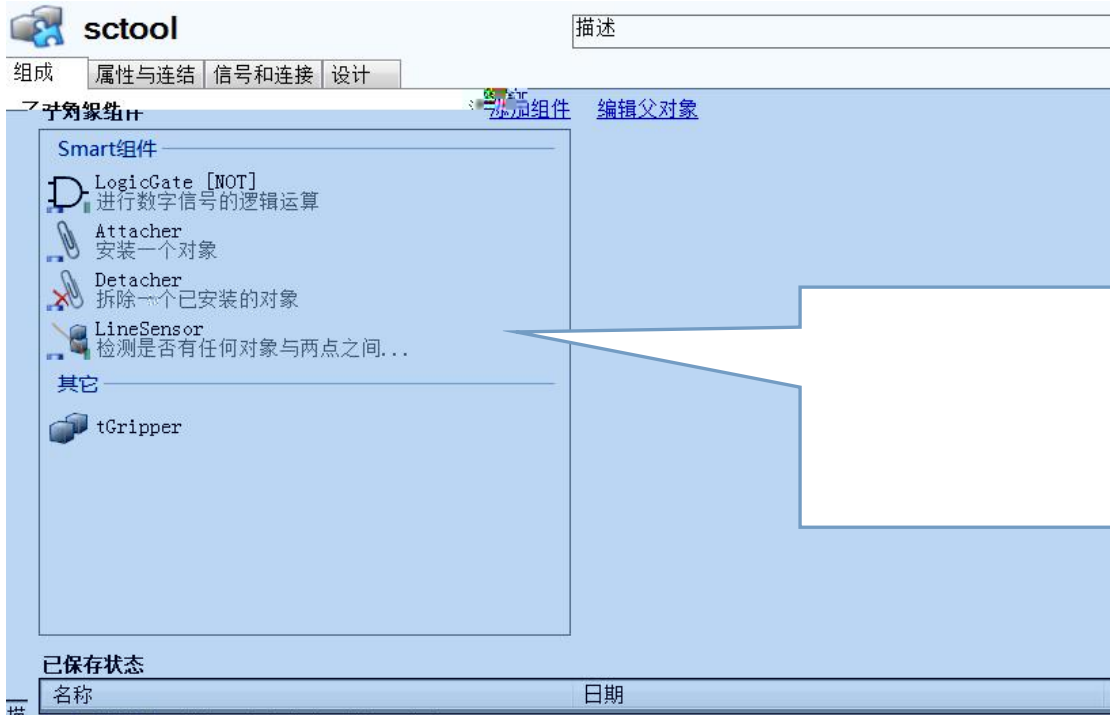 sctool
描述
组成 属性与连结 信号和连接 设计
子对象组件 添加组件 编辑父对象
Smart组件
LogicGate [NOT]
进行数字信号的逻辑运算
Attacher
安装一个对象
Detacher
拆除一个已安装的对象
LineSensor
检测是否有任何对象与两点之间...
其它
tGripper
已保存状态
名称 日期